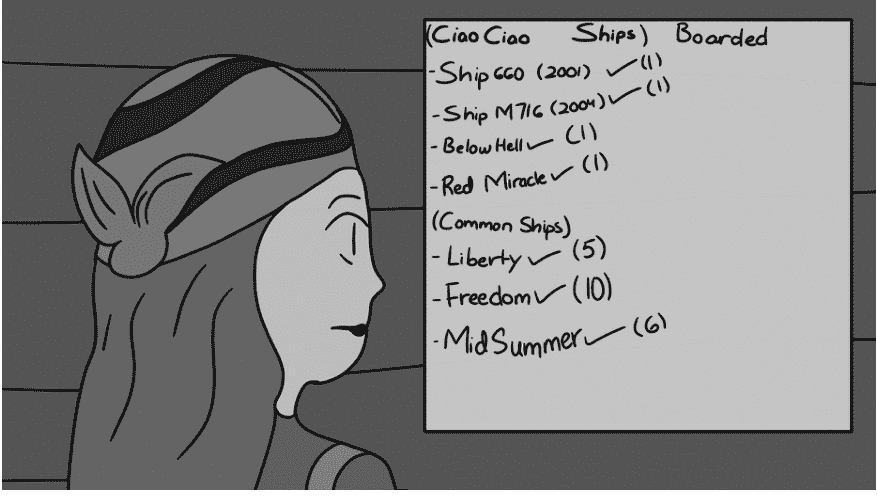 (Ciao Ciao Ships) Boarded
- Ship 660 (2001) ✓ (1)
- Ship M716 (2004) ✓ (1)
- Below Hell ✓ (1)
- Red Miracle ✓ (1)
(Common Ships)
- Liberty ✓ (5)
- Freedom ✓ (10)
- MidSummer ✓ (6)